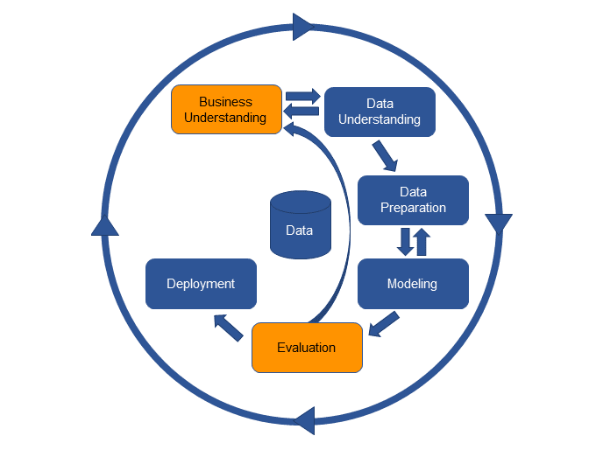 Business
Understanding
Data
Understanding
Data
Preparation
Data
Deployment
Modeling
Evaluation